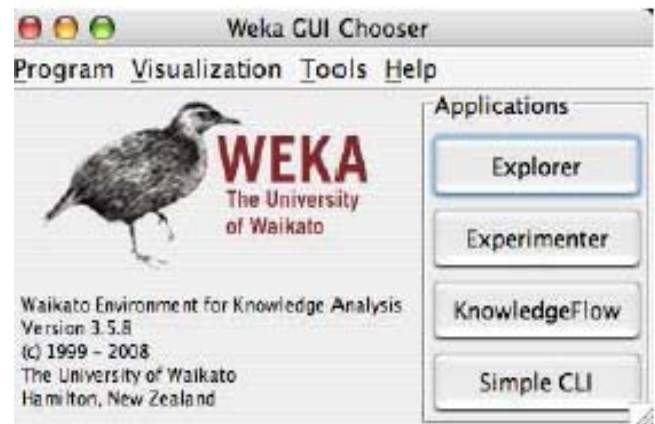 Weka GUI Chooser
Program Visualization Tools Help
WEKA
The University
of Waikato
Waikato Environment for Knowledge Analysis
Version 3.5.8
(c) 1999 - 2008
The University of Waikato
Hamilton, New Zealand
Applications
Explorer
Experimenter
KnowledgeFlow
Simple CLI